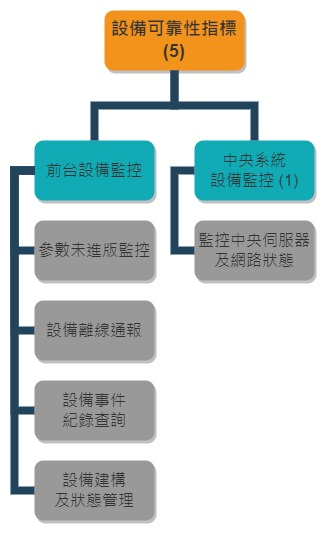 設備可靠性指標
(5)
前台設備監控
中央系統
設備監控 (1)
參數未進版監控
監控中央伺服器
及網路狀態
設備離線通報
設備事件
紀錄查詢
設備建構
及狀態管理